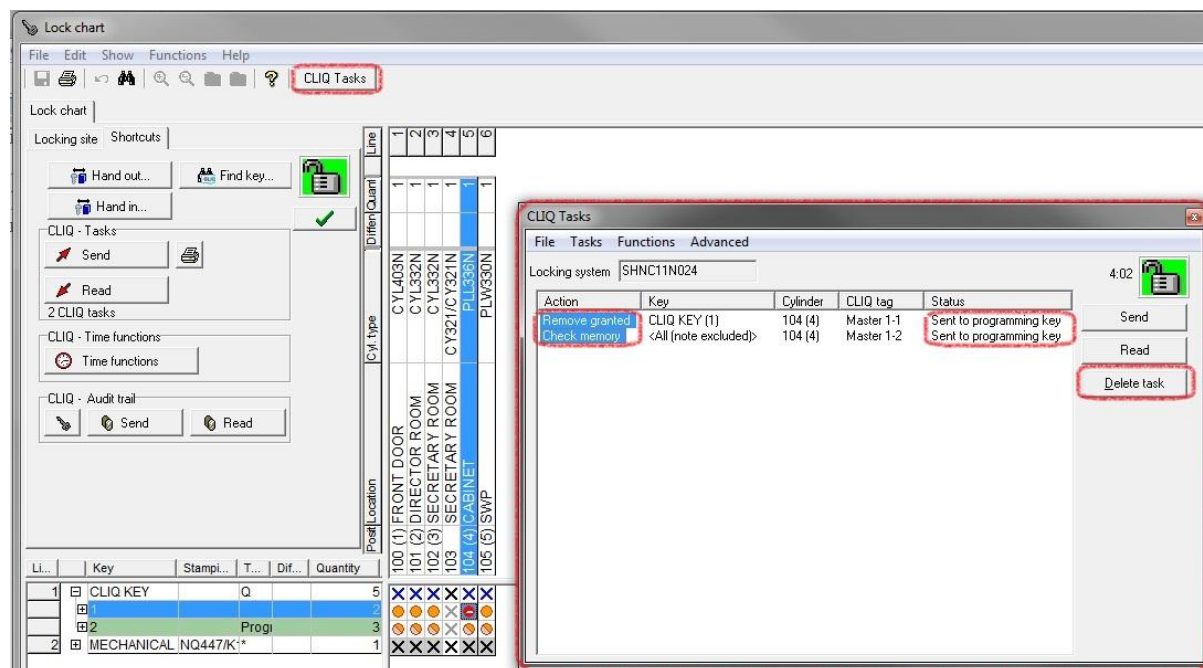 Lock chart
File Edit Show Functions Help
CLIQ Tasks
Lock chart
Locking site Shortcuts
Hand out... Find key...
Hand in...
CLIQ - Tasks
Send
Read
2 CLIQ tasks
CLIQ - Time functions
Time functions
CLIQ - Audit trail
Send Read
Line 1 2 3 4 5 6
Quant 1 1 1 1 1 1
Differen
Cyl. type CYL403N CYL332N CYL332N CY321/CY321N PLL336N PLW330N
Location FRONT DOOR DIRECTOR ROOM SECRETARY ROOM SECRETARY ROOM CABINET SWP
Posit 100 (1) 101 (2) 102 (3) 103 104 (4) 105 (5)
Li... Key Stampi... T... Dif... Quantity
1 CLIQ KEY Q 5
1 2
2 Progr 3
2 MECHANICAL NQ447/K * 1
CLIQ Tasks
File Tasks Functions Advanced
Locking system SHNC11N024
4:02
Action Key Cylinder CLIQ tag Status
Remove granted CLIQ KEY (1) 104 (4) Master 1-1 Sent to programming key
Check memory <All (note excluded)> 104 (4) Master 1-2 Sent to programming key
Send
Read
Delete task